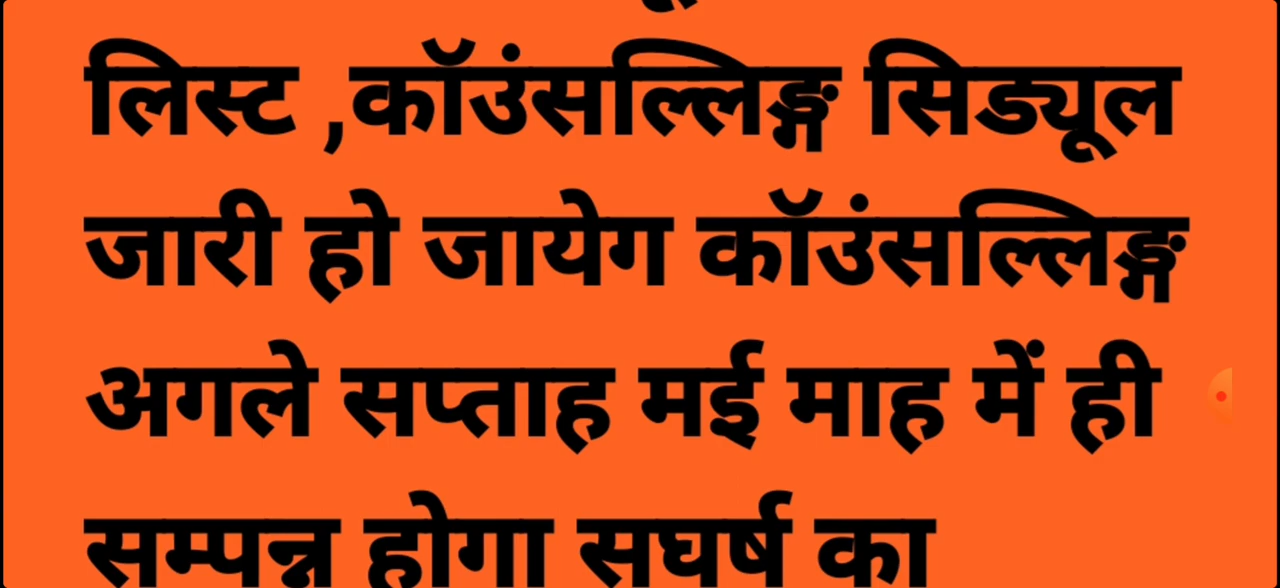 लिस्ट ,कॉउंसल्लिङ्ग सिड्यूल
जारी हो जायेग कॉउंसल्लिङ्ग
अगले सप्ताह मई माह में ही
सम्पन्न होगा सघर्ष का